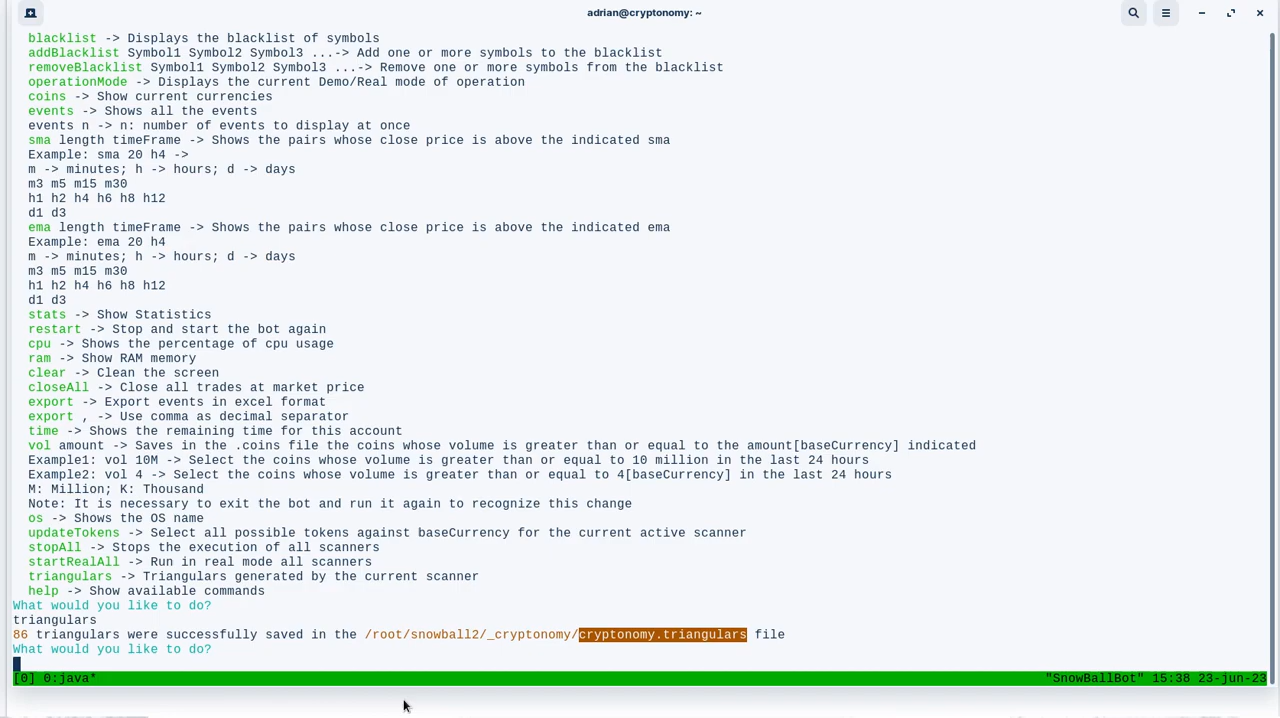 adrian@cryptonomy: ~
blacklist -> Displays the blacklist of symbols
addBlacklist Symbol1 Symbol2 Symbol3 ...-> Add one or more symbols to the blacklist
removeBlacklist Symbol1 Symbol2 Symbol3 ...-> Remove one or more symbols from the blacklist
operationMode -> Displays the current Demo/Real mode of operation
coins -> Show current currencies
events -> Shows all the events
events n -> n: number of events to display at once
sma length timeFrame -> Shows the pairs whose close price is above the indicated sma
Example: sma 20 h4 ->
m -> minutes; h -> hours; d -> days
m3 m5 m15 m30
h1 h2 h4 h6 h8 h12
d1 d3
ema length timeFrame -> Shows the pairs whose close price is above the indicated ema
Example: ema 20 h4
m -> minutes; h -> hours; d -> days
m3 m5 m15 m30
h1 h2 h4 h6 h8 h12
d1 d3
stats -> Show Statistics
restart -> Stop and start the bot again
cpu -> Shows the percentage of cpu usage
ram -> Show RAM memory
clear -> Clean the screen
closeAll -> Close all trades at market price
export -> Export events in excel format
export , -> Use comma as decimal separator
time -> Shows the remaining time for this account
vol amount -> Saves in the .coins file the coins whose volume is greater than or equal to the amount[baseCurrency] indicated
Example1: vol 10M -> Select the coins whose volume is greater than or equal to 10 million in the last 24 hours
Example2: vol 4 -> Select the coins whose volume is greater than or equal to 4[baseCurrency] in the last 24 hours
M: Million; K: Thousand
Note: It is necessary to exit the bot and run it again to recognize this change
os -> Shows the OS name
updateTokens -> Select all possible tokens against baseCurrency for the current active scanner
stopAll -> Stops the execution of all scanners
startRealAll -> Run in real mode all scanners
triangulars -> Triangulars generated by the current scanner
help -> Show available commands
What would you like to do?
triangulars
86 triangulars were successfully saved in the /root/snowball2/_cryptonomy/cryptonomy.triangulars file
What would you like to do?
[0] 0:java* "SnowBallBot" 15:38 23-jun-23